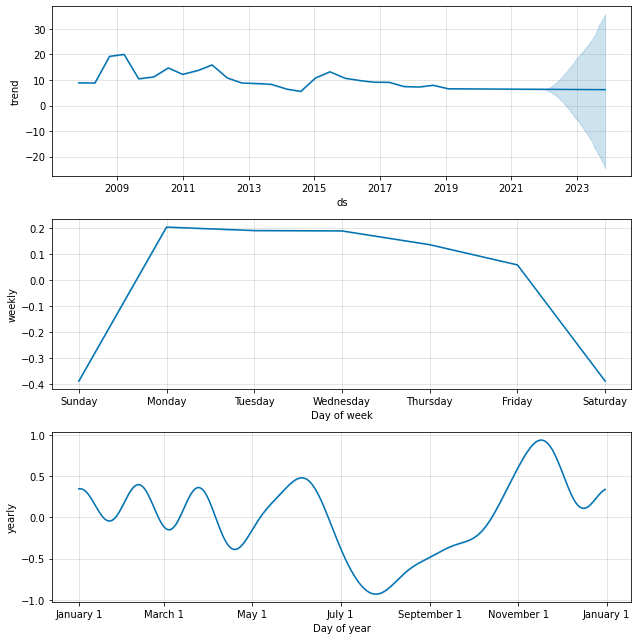 30
20
10
0
−10
−20
trend
2009 2011 2013 2015 2017 2019 2021 2023
ds
0.2
0.1
0.0
−0.1
−0.2
−0.3
−0.4
weekly
Sunday Monday Tuesday Wednesday Thursday Friday Saturday
Day of week
1.0
0.5
0.0
−0.5
−1.0
yearly
January 1 March 1 May 1 July 1 September 1 November 1 January 1
Day of year